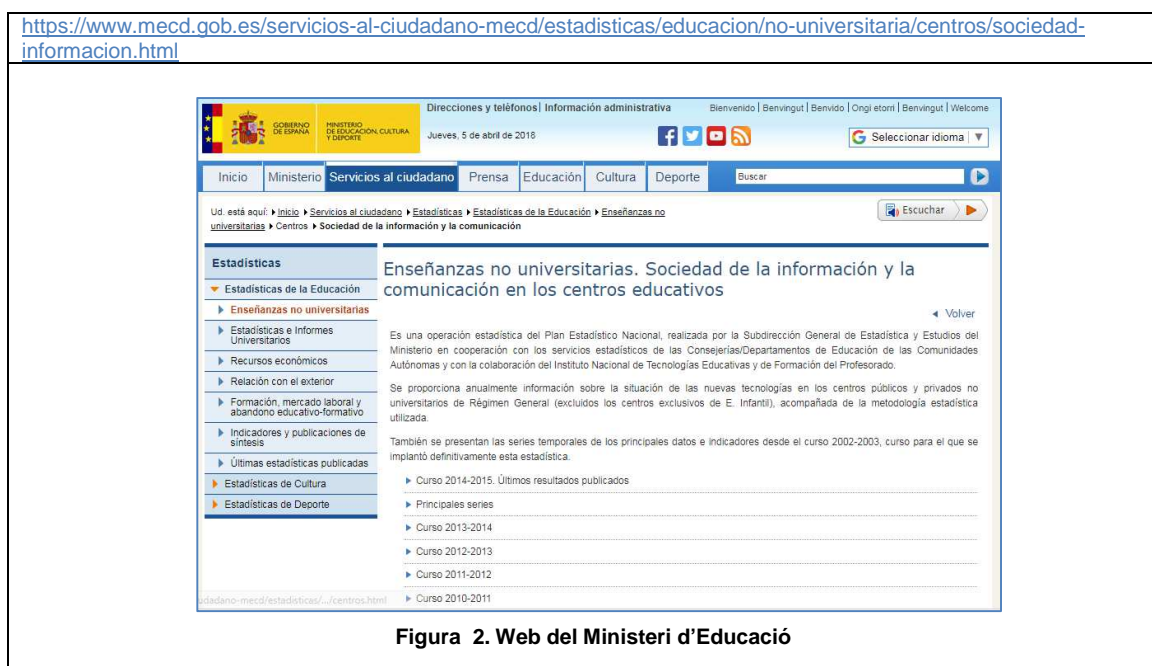 https://www.mecd.gob.es/servicios-al-ciudadano-mecd/estadisticas/educacion/no-universitaria/centros/sociedad-
informacion.html
Direcciones y teléfonos| Información administrativa
Bienvenido | Benvingut | Benvido | Ongi etorri | Benvingut | Welcome
GOBIERNO
DE ESPAÑA
MINISTERIO
DE EDUCACIÓN, CULTURA
Y DEPORTE
Jueves, 5 de abril de 2018
Seleccionar idioma
Inicio Ministerio Servicios al ciudadano Prensa Educación Cultura Deporte Buscar
Ud. está aquí: Inicio Servicios al ciudadano Estadísticas Estadísticas de la Educación Enseñanzas no
universitarias Centros Sociedad de la información y la comunicación
Escuchar
Estadísticas
Estadísticas de la Educación
Enseñanzas no universitarias
Estadísticas e Informes
Universitarios
Recursos económicos
Relación con el exterior
Formación, mercado laboral y
abandono educativo-formativo
Indicadores y publicaciones de
síntesis
Últimas estadísticas publicadas
Estadísticas de Cultura
Estadísticas de Deporte
Enseñanzas no universitarias. Sociedad de la información y la
comunicación en los centros educativos
Volver
Es una operación estadística del Plan Estadístico Nacional, realizada por la Subdirección General de Estadística y Estudios del
Ministerio en cooperación con los servicios estadísticos de las Consejerías/Departamentos de Educación de las Comunidades
Autónomas y con la colaboración del Instituto Nacional de Tecnologías Educativas y de Formación del Profesorado.
Se proporciona anualmente información sobre la situación de las nuevas tecnologías en los centros públicos y privados no
universitarios de Régimen General (excluidos los centros exclusivos de E. Infantil), acompañada de la metodología estadística
utilizada.
También se presentan las series temporales de los principales datos e indicadores desde el curso 2002-2003, curso para el que se
implantó definitivamente esta estadística.
Curso 2014-2015. Últimos resultados publicados
Principales series
Curso 2013-2014
Curso 2012-2013
Curso 2011-2012
Curso 2010-2011
udadano-mecd/estadisticas/.../centros.html
Figura 2. Web del Ministeri d’Educació